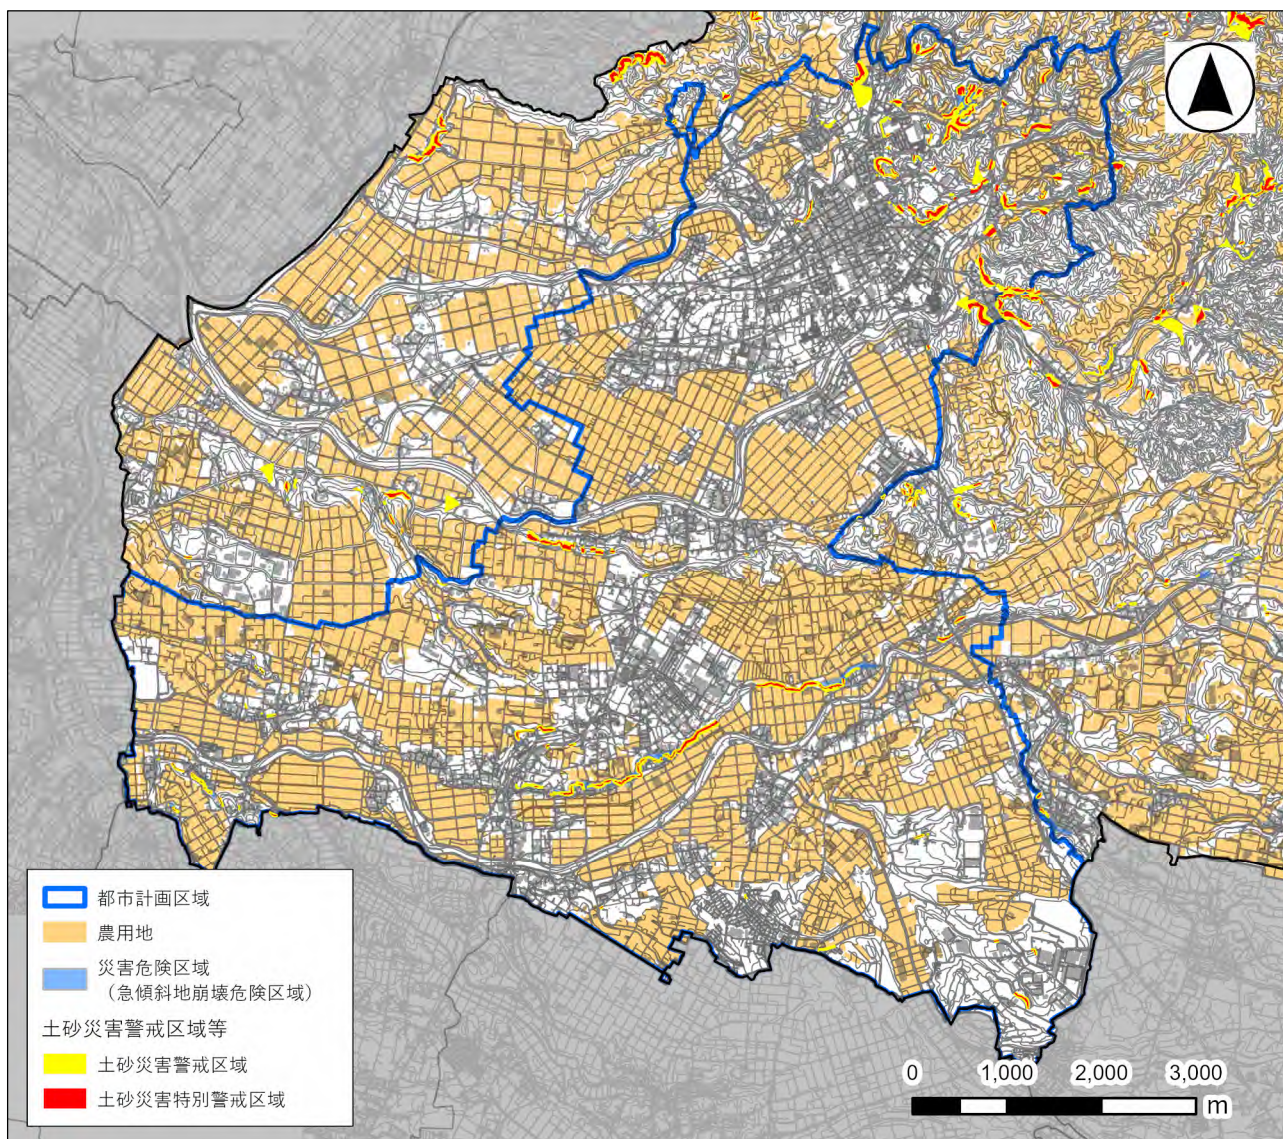 都市計画区域
農用地
災害危険区域
（急傾斜地崩壊危険区域）
土砂災害警戒区域等
土砂災害警戒区域
土砂災害特別警戒区域
0 1,000 2,000 3,000
m